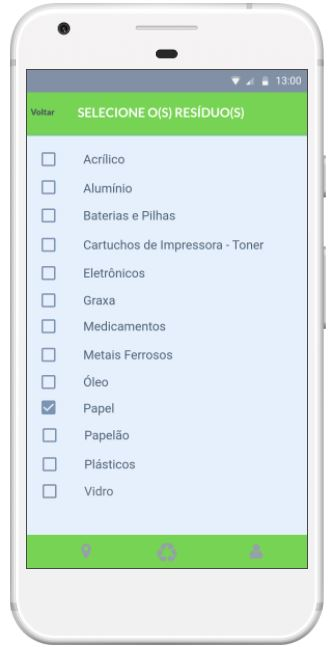 13:00
Voltar SELECIONE O(S) RESÍDUO(S)
Acrílico
Alumínio
Baterias e Pilhas
Cartuchos de Impressora - Toner
Eletrônicos
Graxa
Medicamentos
Metais Ferrosos
Óleo
Papel
Papelão
Plásticos
Vidro